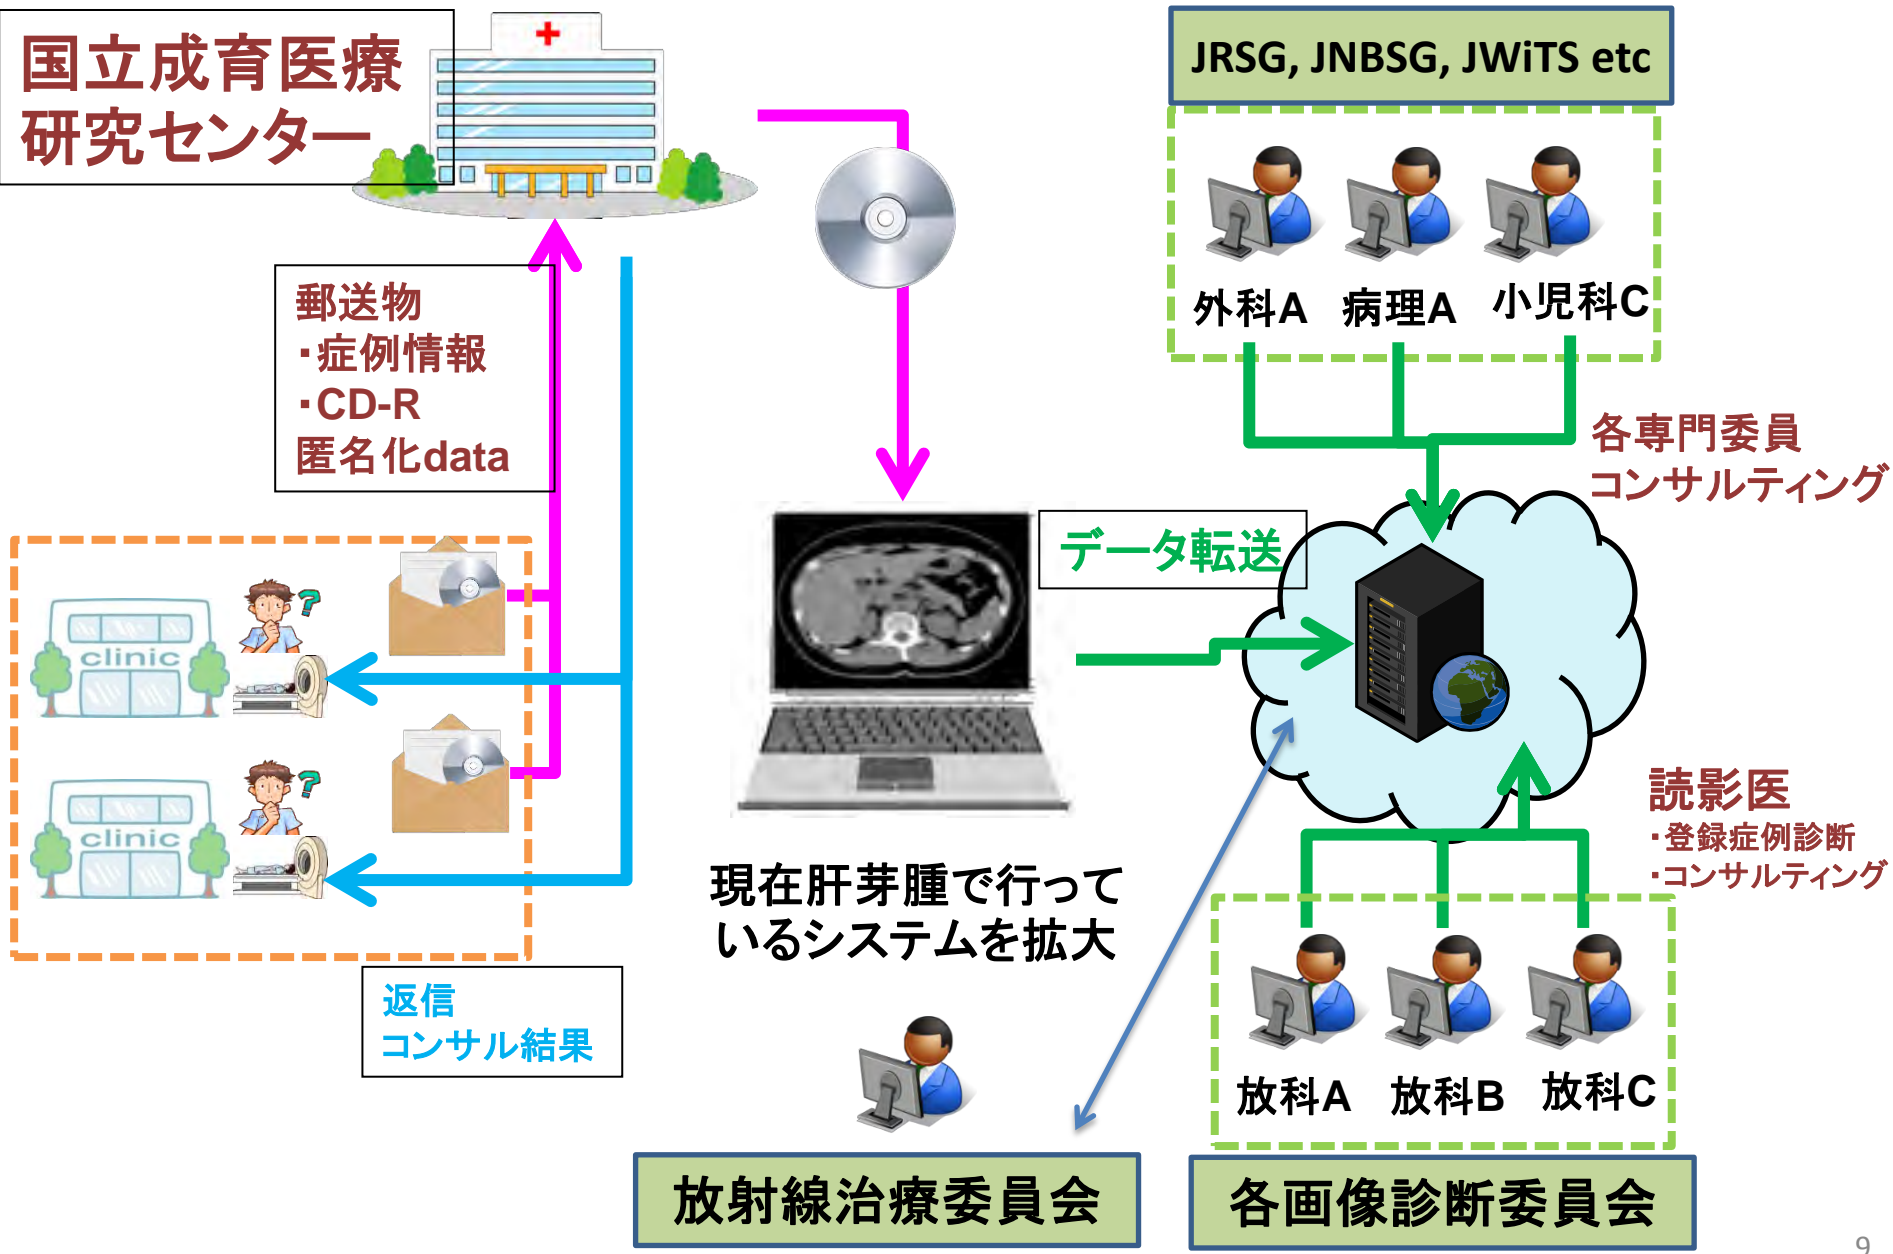 国立成育医療
研究センター
JRSG, JNBSG, JWiTS etc
外科A 病理A 小児科C
郵送物
・症例情報
・CD-R
匿名化data
各専門委員
コンサルティング
データ転送
clinic
clinic
読影医
・登録症例診断
・コンサルティング
現在肝芽腫で行って
いるシステムを拡大
返信
コンサル結果
放科A 放科B 放科C
放射線治療委員会
各画像診断委員会
9